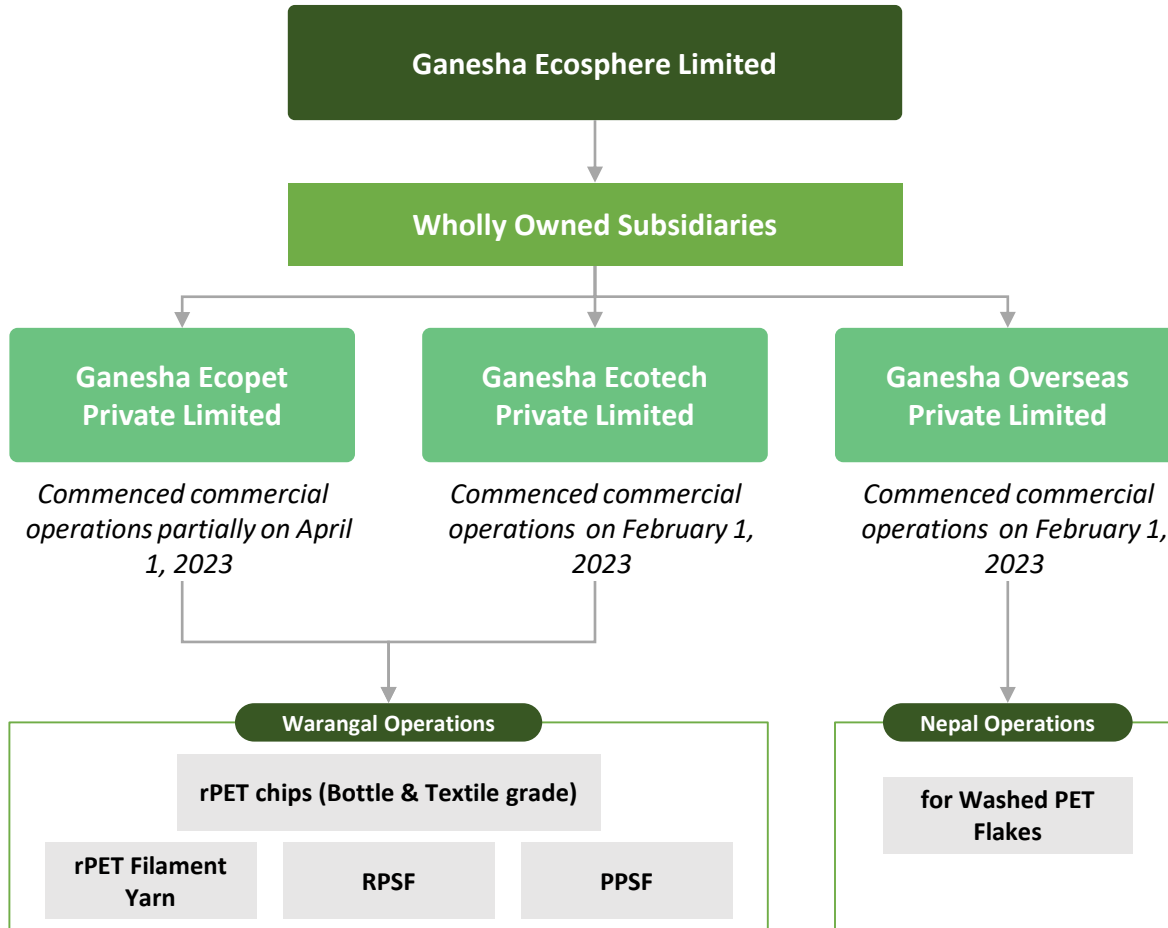 Ganesha Ecosphere Limited
Wholly Owned Subsidiaries
Ganesha Ecopet
Private Limited
Ganesha Ecotech
Private Limited
Ganesha Overseas
Private Limited
Commenced commercial
operations partially on April
1, 2023
Commenced commercial
operations on February 1,
2023
Commenced commercial
operations on February 1,
2023
Warangal Operations
rPET chips (Bottle & Textile grade)
rPET Filament
Yarn
RPSF
PPSF
Nepal Operations
for Washed PET
Flakes